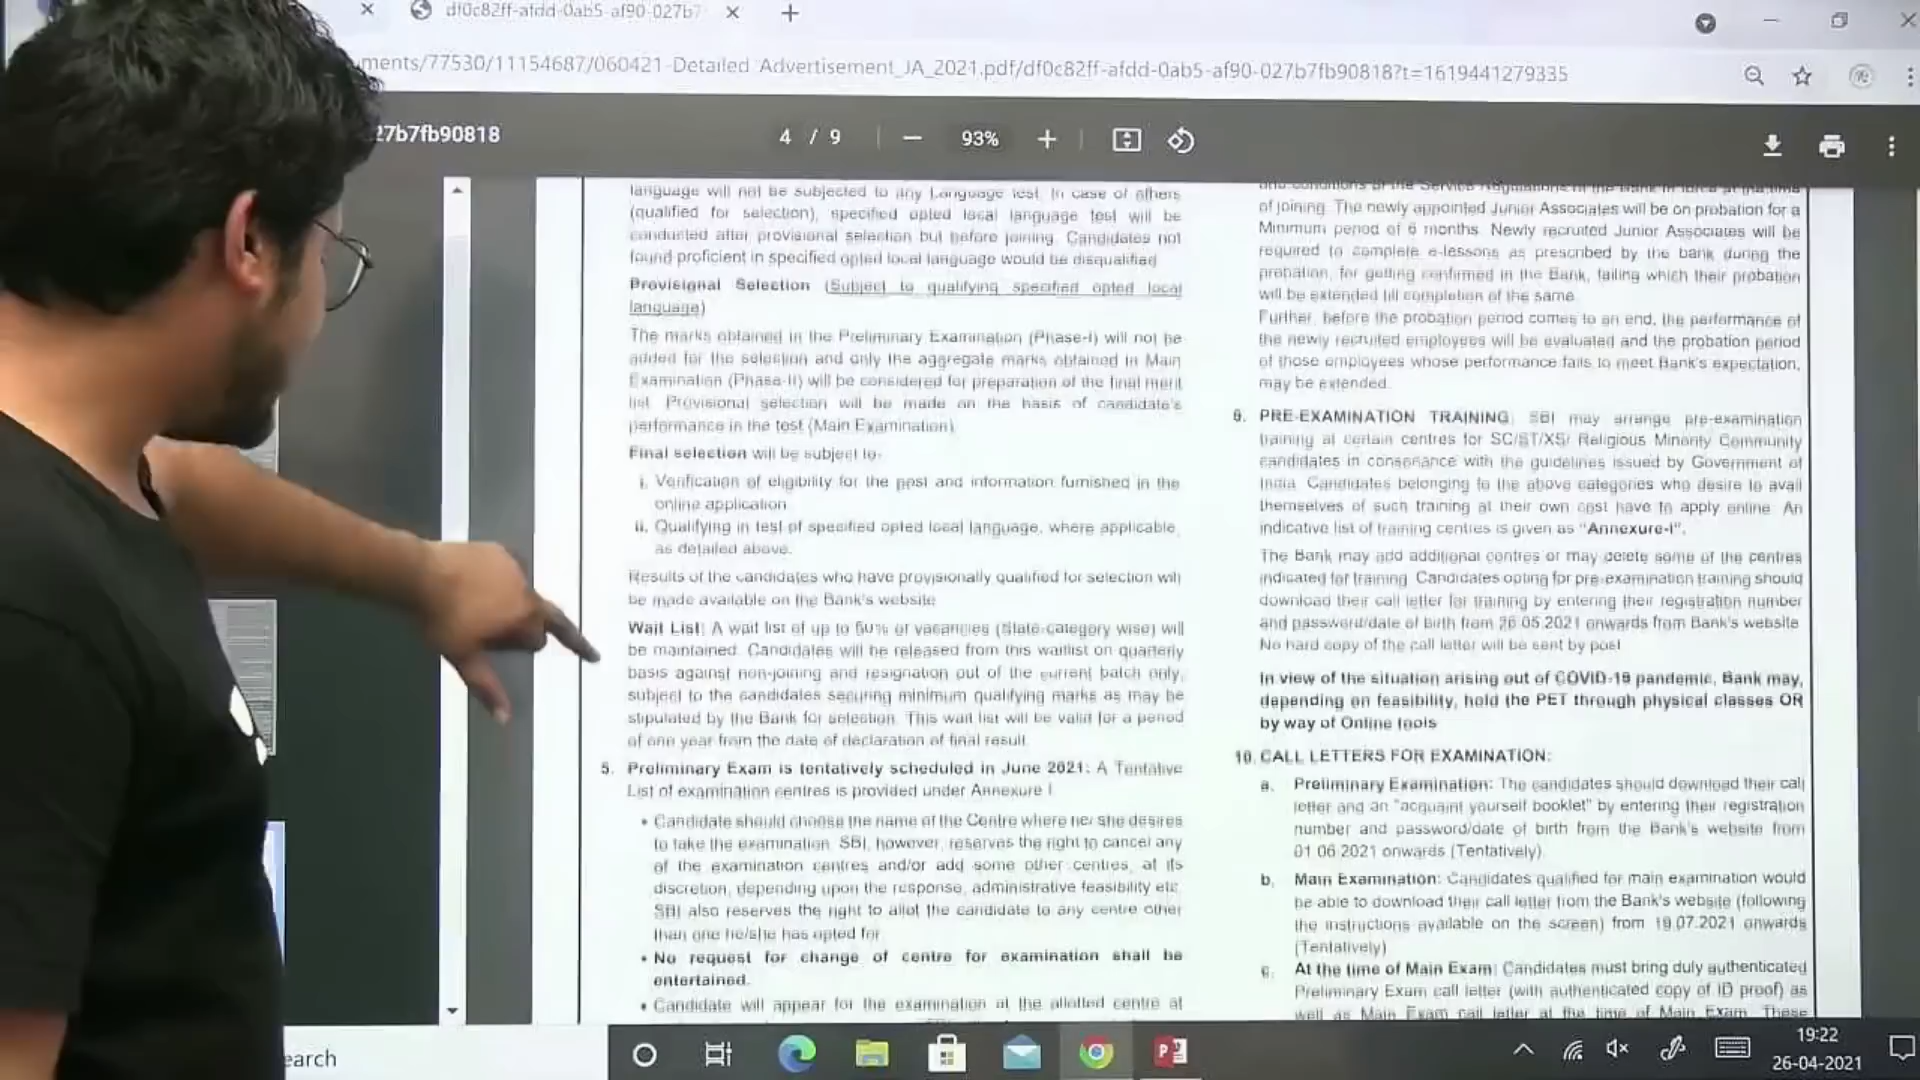 df0c82ff-afdd-0ab5-af90-027b7
ments/77530/11154687/060421-Detailed Advertisement_JA_2021.pdf/df0c82ff-afdd-0ab5-af90-027b7fb90818?t=1619441279335
27b7fb90818
4 / 9
93%
language will not be subjected to any Language test. In case of others
(qualified for selection), specified opted local language test will be
conducted after provisional selection but before joining. Candidates not
found proficient in specified opted local language would be disqualified.
Provisional Selection (Subject to qualifying specified opted local
language)
The marks obtained in the Preliminary Examination (Phase-I) will not be
added for the selection and only the aggregate marks obtained in Main
Examination (Phase-II) will be considered for preparation of the final merit
list. Provisional selection will be made on the basis of candidate's
performance in the test (Main Examination)
Final selection will be subject to-
i. Verification of eligibility for the post and information furnished in the
online application
ii. Qualifying in test of specified opted local language, where applicable,
as detailed above.
Results of the candidates who have provisionally qualified for selection will
be made available on the Bank's website
Wait List: A wait list of up to 50% of vacancies (State-category wise) will
be maintained. Candidates will be released from this waitlist on quarterly
basis against non-joining and resignation out of the current batch only,
subject to the candidates securing minimum qualifying marks as may be
stipulated by the Bank for selection. This wait list will be valid for a period
of one year from the date of declaration of final result.
5. Preliminary Exam is tentatively scheduled in June 2021: A Tentative
List of examination centres is provided under Annexure I
• Candidate should choose the name of the Centre where he/ she desires
to take the examination. SBI, however, reserves the right to cancel any
of the examination centres and/or add some other centres, at its
discretion, depending upon the response, administrative feasibility etc.
SBI also reserves the right to allot the candidate to any centre other
than one he/she has opted for.
• No request for change of centre for examination shall be
entertained.
• Candidate will appear for the examination at the allotted centre at
and conditions of the Service Regulations of the Bank in force at the time
of joining. The newly appointed Junior Associates will be on probation for a
Minimum period of 6 months. Newly recruited Junior Associates will be
required to complete e-lessons as prescribed by the bank during the
probation, for getting confirmed in the Bank, failing which their probation
will be extended till completion of the same.
Further, before the probation period comes to an end, the performance of
the newly recruited employees will be evaluated and the probation period
of those employees whose performance fails to meet Bank's expectation,
may be extended.
9. PRE-EXAMINATION TRAINING: SBI may arrange pre-examination
training at certain centres for SC/ST/XS/ Religious Minority Community
candidates in consonance with the guidelines issued by Government of
India. Candidates belonging to the above categories who desire to avail
themselves of such training at their own cost have to apply online. An
indicative list of training centres is given as "Annexure-I".
The Bank may add additional centres or may delete some of the centres
indicated for training. Candidates opting for pre-examination training should
download their call letter for training by entering their registration number
and password/date of birth from 26.05.2021 onwards from Bank's website.
No hard copy of the call letter will be sent by post
In view of the situation arising out of COVID-19 pandemic, Bank may,
depending on feasibility, hold the PET through physical classes OR
by way of Online tools
10. CALL LETTERS FOR EXAMINATION:
a. Preliminary Examination: The candidates should download their call
letter and an "acquaint yourself booklet" by entering their registration
number and password/date of birth from the Bank's website from
01.06.2021 onwards (Tentatively)
b. Main Examination: Candidates qualified for main examination would
be able to download their call letter from the Bank's website (following
the instructions available on the screen) from 19.07.2021 onwards
(Tentatively)
c. At the time of Main Exam: Candidates must bring duly authenticated
Preliminary Exam call letter (with authenticated copy of ID proof) as
well as Main Exam call letter at the time of Main Exam. These
earch
19:22
26-04-2021